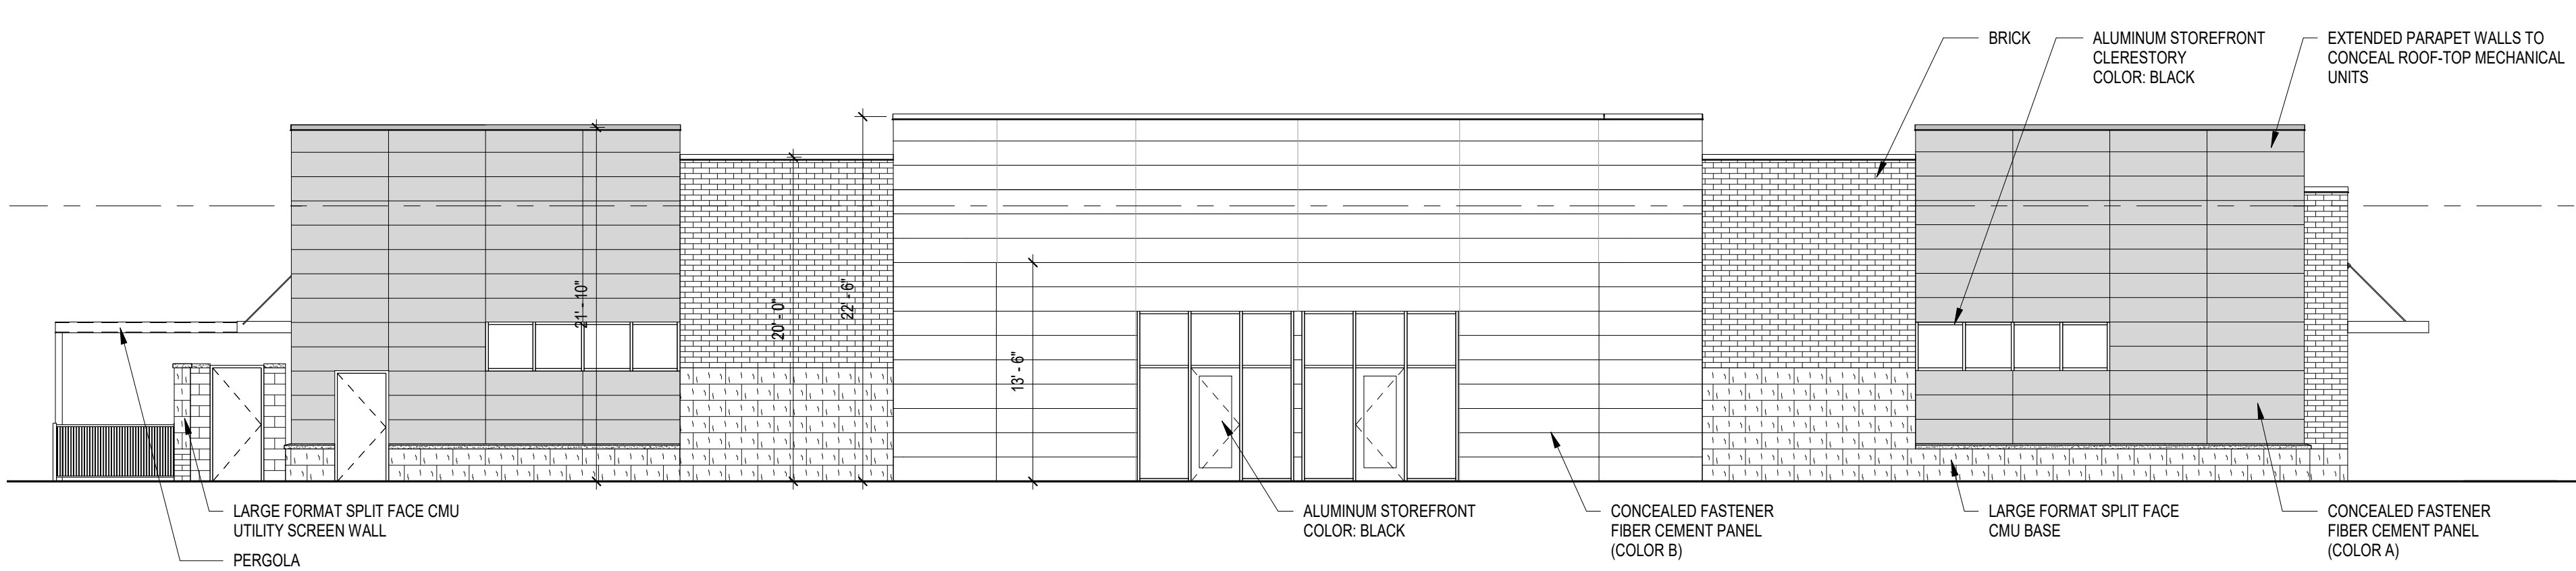 BRICK
ALUMINUM STOREFRONT
CLERESTORY
COLOR: BLACK
EXTENDED PARAPET WALLS TO
CONCEAL ROOF-TOP MECHANICAL
UNITS
21' - 10"
20' - 0"
22' - 6"
13' - 6"
LARGE FORMAT SPLIT FACE CMU
UTILITY SCREEN WALL
PERGOLA
ALUMINUM STOREFRONT
COLOR: BLACK
CONCEALED FASTENER
FIBER CEMENT PANEL
(COLOR B)
LARGE FORMAT SPLIT FACE
CMU BASE
CONCEALED FASTENER
FIBER CEMENT PANEL
(COLOR A)